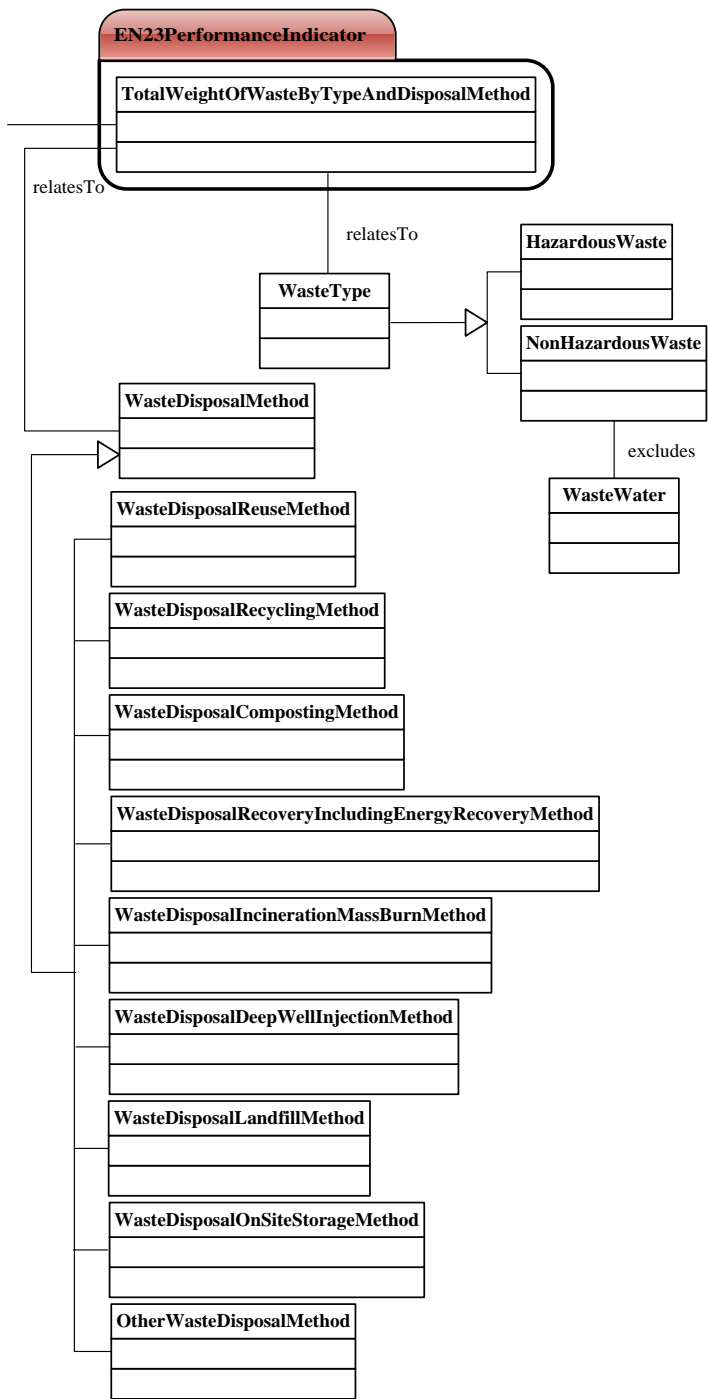 EN23PerformanceIndicator
TotalWeightOfWasteByTypeAndDisposalMethod
relatesTo
relatesTo
HazardousWaste
WasteType
NonHazardousWaste
WasteDisposalMethod
excludes
WasteWater
WasteDisposalReuseMethod
WasteDisposalRecyclingMethod
WasteDisposalCompostingMethod
WasteDisposalRecoveryIncludingEnergyRecoveryMethod
WasteDisposalIncinerationMassBurnMethod
WasteDisposalDeepWellInjectionMethod
WasteDisposalLandfillMethod
WasteDisposalOnSiteStorageMethod
OtherWasteDisposalMethod